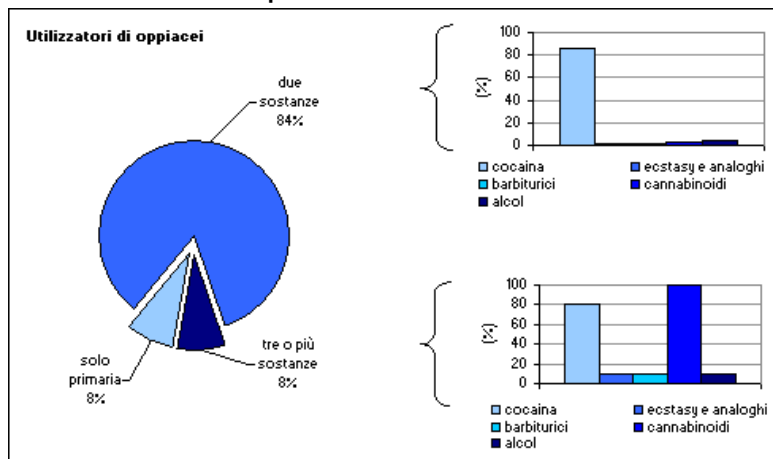 Utilizzatori di oppiacei
due
sostanze
84%
solo
primaria
8%
tre o più
sostanze
8%
(%)
100
80
60
40
20
0
cocaina
ecstasy e analoghi
barbiturici
cannabinoidi
alcol
(%)
100
80
60
40
20
0
cocaina
ecstasy e analoghi
barbiturici
cannabinoidi
alcol